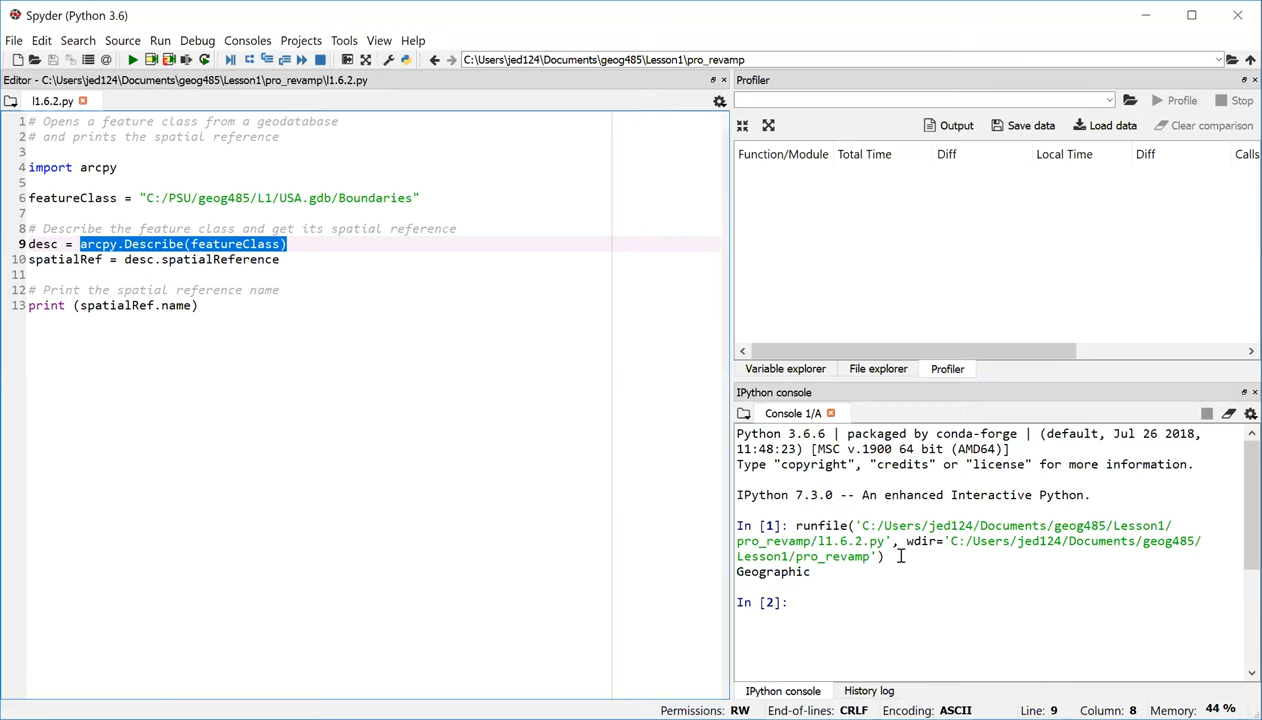 Spyder (Python 3.6)
File Edit Search Source Run Debug Consoles Projects Tools View Help
C:\Users\jed124\Documents\geog485\Lesson1\pro_revamp
Editor - C:\Users\jed124\Documents\geog485\Lesson1\pro_revamp\l1.6.2.py
l1.6.2.py
1 # Opens a feature class from a geodatabase
2 # and prints the spatial reference
3
4 import arcpy
5
6 featureClass = "C:/PSU/geog485/L1/USA.gdb/Boundaries"
7
8 # Describe the feature class and get its spatial reference
9 desc = arcpy.Describe(featureClass)
10 spatialRef = desc.spatialReference
11
12 # Print the spatial reference name
13 print (spatialRef.name)
Profiler
Profile Stop
Output Save data Load data Clear comparison
Function/Module Total Time Diff Local Time Diff Calls
Variable explorer File explorer Profiler
IPython console
Console 1/A
Python 3.6.6 | packaged by conda-forge | (default, Jul 26 2018,
11:48:23) [MSC v.1900 64 bit (AMD64)]
Type "copyright", "credits" or "license" for more information.
IPython 7.3.0 -- An enhanced Interactive Python.
In [1]: runfile('C:/Users/jed124/Documents/geog485/Lesson1/
pro_revamp/l1.6.2.py', wdir='C:/Users/jed124/Documents/geog485/
Lesson1/pro_revamp')
Geographic
In [2]:
IPython console History log
Permissions: RW End-of-lines: CRLF Encoding: ASCII Line: 9 Column: 8 Memory: 44 %